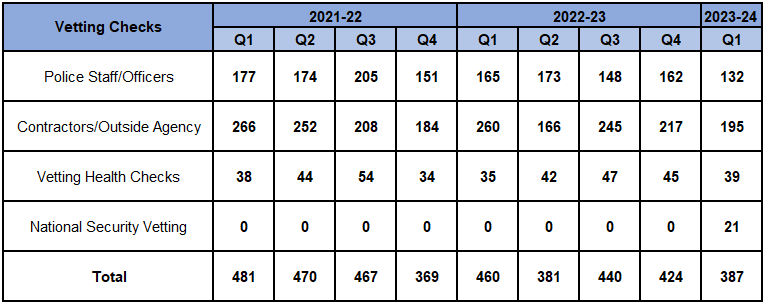 Vetting Checks 2021-22 2022-23 2023-24
Q1 Q2 Q3 Q4 Q1 Q2 Q3 Q4 Q1
Police Staff/Officers 177 174 205 151 165 173 148 162 132
Contractors/Outside Agency 266 252 208 184 260 166 245 217 195
Vetting Health Checks 38 44 54 34 35 42 47 45 39
National Security Vetting 0 0 0 0 0 0 0 0 21
Total 481 470 467 369 460 381 440 424 387